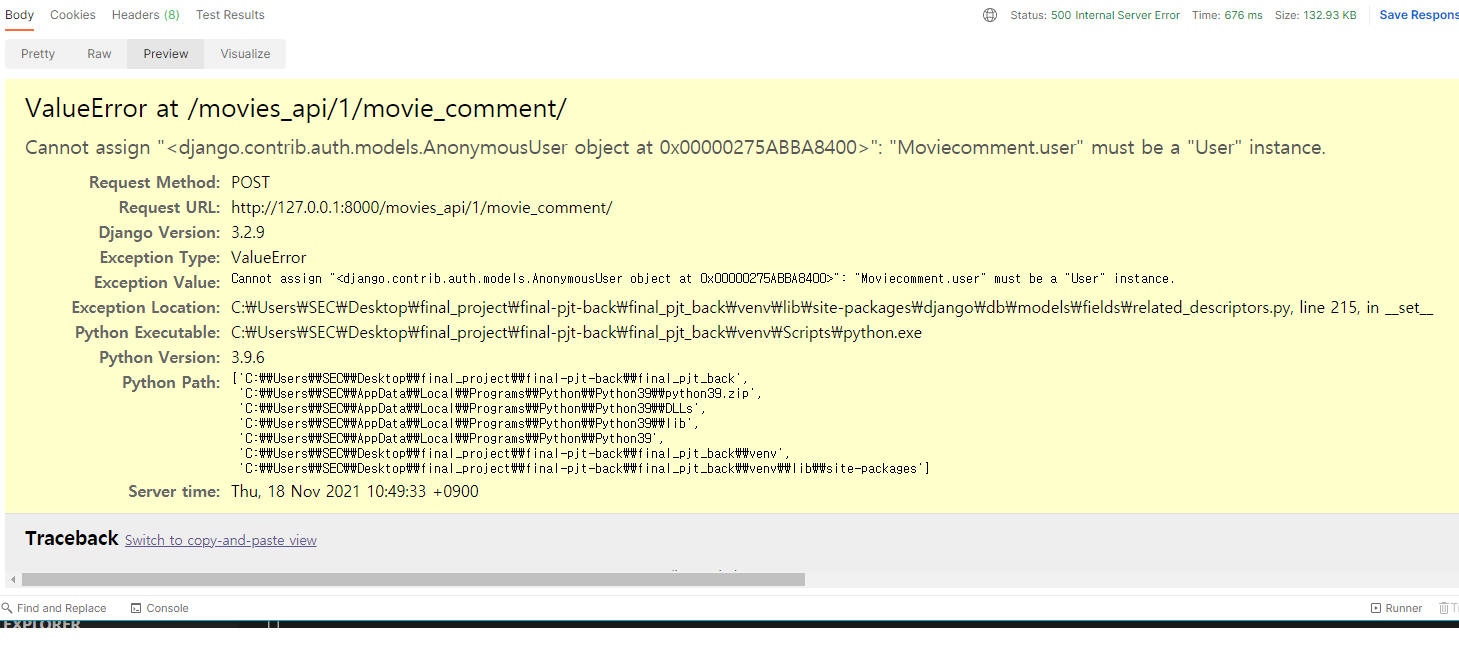 Body Cookies Headers (8) Test Results Status: 500 Internal Server Error Time: 676 ms Size: 132.93 KB Save Respons
Pretty Raw Preview Visualize
ValueError at /movies_api/1/movie_comment/
Cannot assign "<django.contrib.auth.models.AnonymousUser object at 0x00000275ABBA8400>": "Moviecomment.user" must be a "User" instance.
Request Method: POST
Request URL: http://127.0.0.1:8000/movies_api/1/movie_comment/
Django Version: 3.2.9
Exception Type: ValueError
Exception Value: Cannot assign "<django.contrib.auth.models.AnonymousUser object at 0x00000275ABBA8400>": "Moviecomment.user" must be a "User" instance.
Exception Location: C:₩Users₩SEC₩Desktop₩final_project₩final-pjt-back₩final_pjt_back₩venv₩lib₩site-packages₩django₩db₩models₩fields₩related_descriptors.py, line 215, in __set__
Python Executable: C:₩Users₩SEC₩Desktop₩final_project₩final-pjt-back₩final_pjt_back₩venv₩Scripts₩python.exe
Python Version: 3.9.6
Python Path: ['C:₩₩Users₩₩SEC₩₩Desktop₩₩final_project₩₩final-pjt-back₩₩final_pjt_back',
'C:₩₩Users₩₩SEC₩₩AppData₩₩Local₩₩Programs₩₩Python₩₩Python39₩₩python39.zip',
'C:₩₩Users₩₩SEC₩₩AppData₩₩Local₩₩Programs₩₩Python₩₩Python39₩₩DLLs',
'C:₩₩Users₩₩SEC₩₩AppData₩₩Local₩₩Programs₩₩Python₩₩Python39₩₩lib',
'C:₩₩Users₩₩SEC₩₩AppData₩₩Local₩₩Programs₩₩Python₩₩Python39',
'C:₩₩Users₩₩SEC₩₩Desktop₩₩final_project₩₩final-pjt-back₩₩final_pjt_back₩₩venv',
'C:₩₩Users₩₩SEC₩₩Desktop₩₩final_project₩₩final-pjt-back₩₩final_pjt_back₩₩venv₩₩lib₩₩site-packages']
Server time: Thu, 18 Nov 2021 10:49:33 +0900
Traceback Switch to copy-and-paste view
Find and Replace Console Runner T
EXPLORER